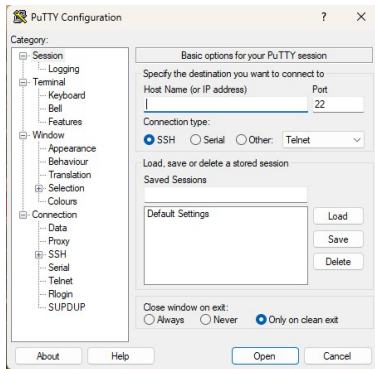 PuTTY Configuration ? ×
Category:
Session
Logging
Terminal
Keyboard
Bell
Features
Window
Appearance
Behaviour
Translation
Selection
Colours
Connection
Data
Proxy
SSH
Serial
Telnet
Rlogin
SUPDUP
Basic options for your PuTTY session
Specify the destination you want to connect to
Host Name (or IP address) Port
22
Connection type:
SSH Serial Other: Telnet
Load, save or delete a stored session
Saved Sessions
Default Settings
Load
Save
Delete
Close window on exit:
Always Never Only on clean exit
About Help Open Cancel